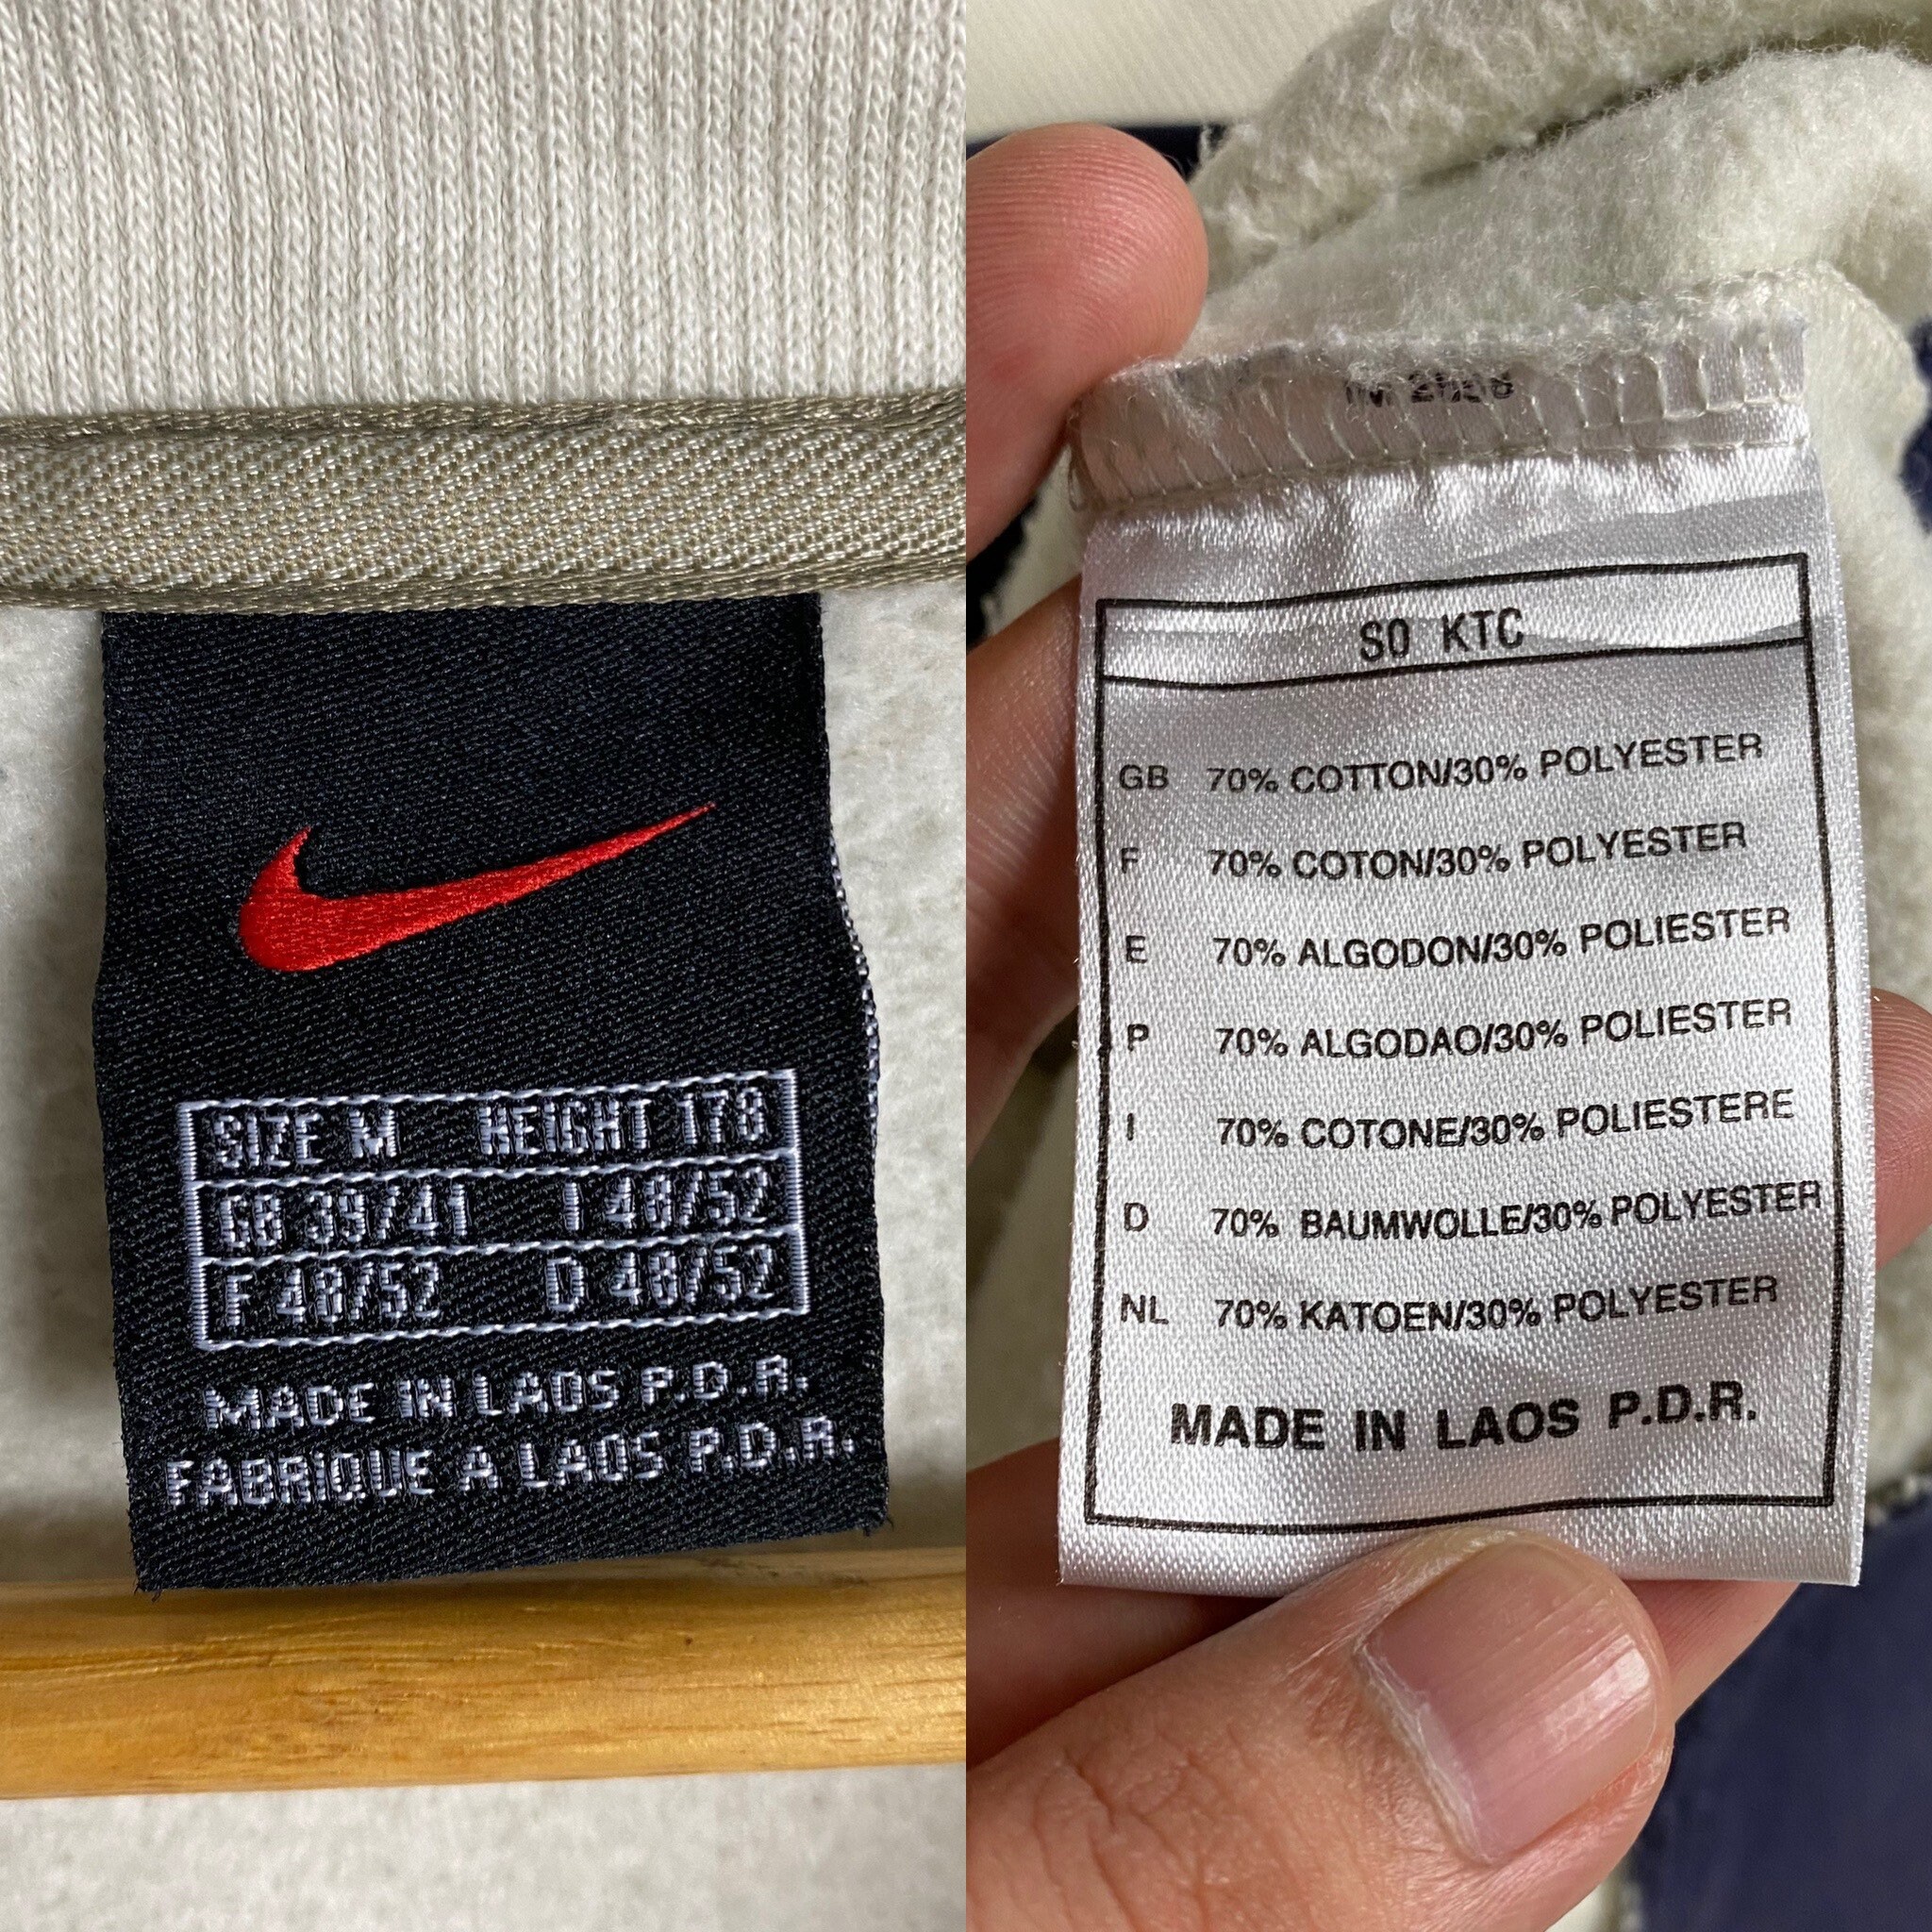 SIZE M HEIGHT 178
GB 39/41 I 48/52
F 48/52 D 48/52
MADE IN LAOS P.D.R.
FABRIQUE A LAOS P.D.R.
SO KTC
GB 70% COTTON/30% POLYESTER
F 70% COTON/30% POLYESTER
E 70% ALGODON/30% POLIESTER
P 70% ALGODAO/30% POLIESTER
I 70% COTONE/30% POLIESTERE
D 70% BAUMWOLLE/30% POLYESTER
NL 70% KATOEN/30% POLYESTER
MADE IN LAOS P.D.R.